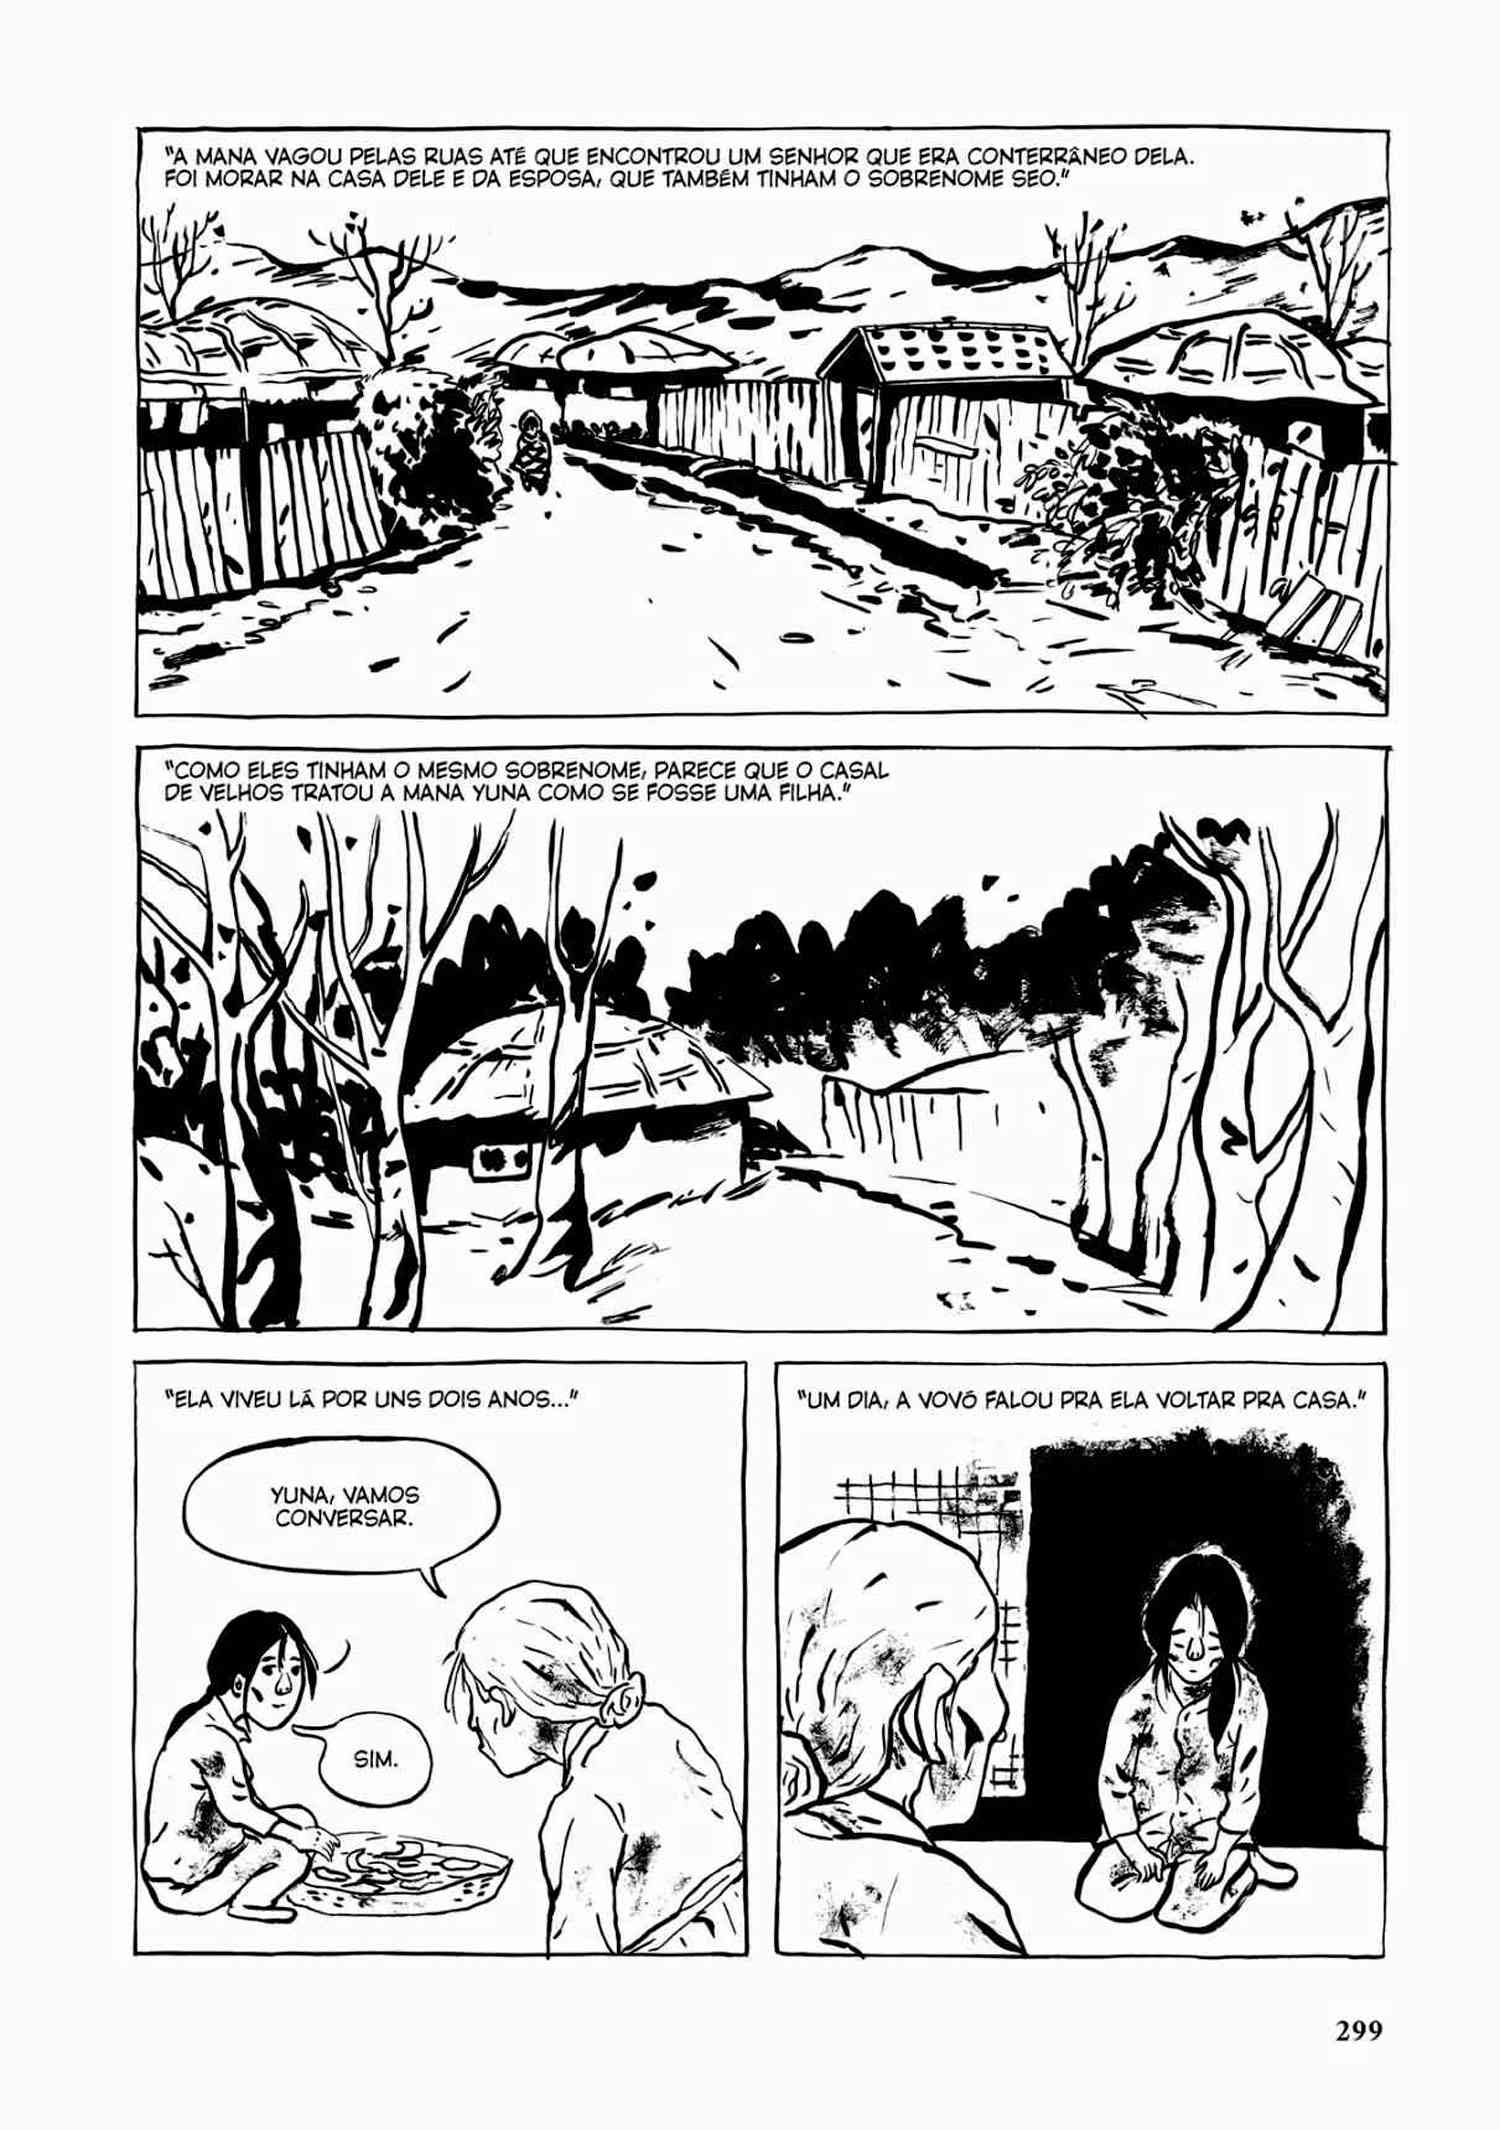 "A MANA VAGOU PELAS RUAS ATÉ QUE ENCONTROU UM SENHOR QUE ERA CONTERRÂNEO DELA.
FOI MORAR NA CASA DELE E DA ESPOSA, QUE TAMBÉM TINHAM O SOBRENOME SEO."
"COMO ELES TINHAM O MESMO SOBRENOME, PARECE QUE O CASAL
DE VELHOS TRATOU A MANA YUNA COMO SE FOSSE UMA FILHA."
"ELA VIVEU LÁ POR UNS DOIS ANOS..."
YUNA, VAMOS
CONVERSAR.
SIM.
"UM DIA, A VOVÓ FALOU PRA ELA VOLTAR PRA CASA."
299